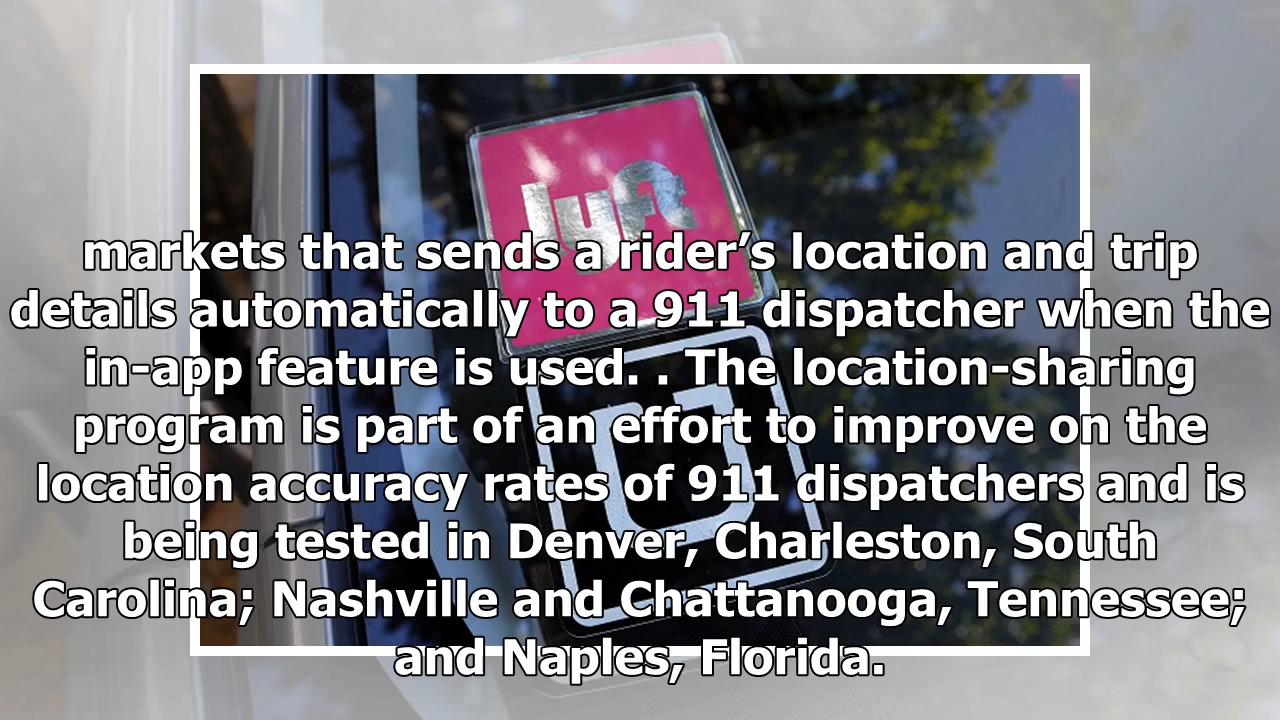 lyft
markets that sends a rider’s location and trip
details automatically to a 911 dispatcher when the
in-app feature is used. . The location-sharing
program is part of an effort to improve on the
location accuracy rates of 911 dispatchers and is
being tested in Denver, Charleston, South
Carolina; Nashville and Chattanooga, Tennessee;
and Naples, Florida.